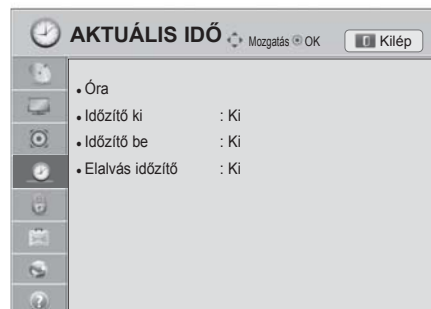 AKTUÁLIS IDŐ Mozgatás OK Kilép
• Óra
• Időzítő ki : Ki
• Időzítő be : Ki
• Elalvás időzítő : Ki